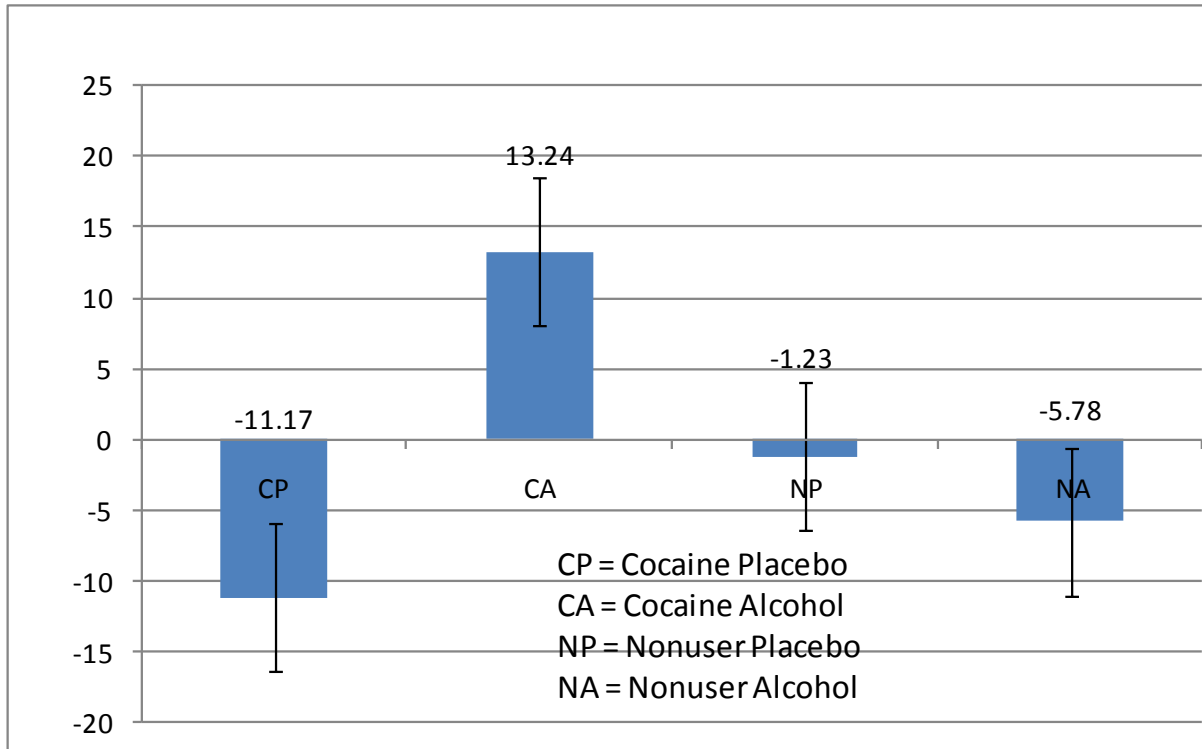 25
20
13.24
15
10
-1.23
5
-11.17
-5.78
0
CP CA NP NA
-5
CP = Cocaine Placebo
-10
CA = Cocaine Alcohol
NP = Nonuser Placebo
-15
NA = Nonuser Alcohol
-20